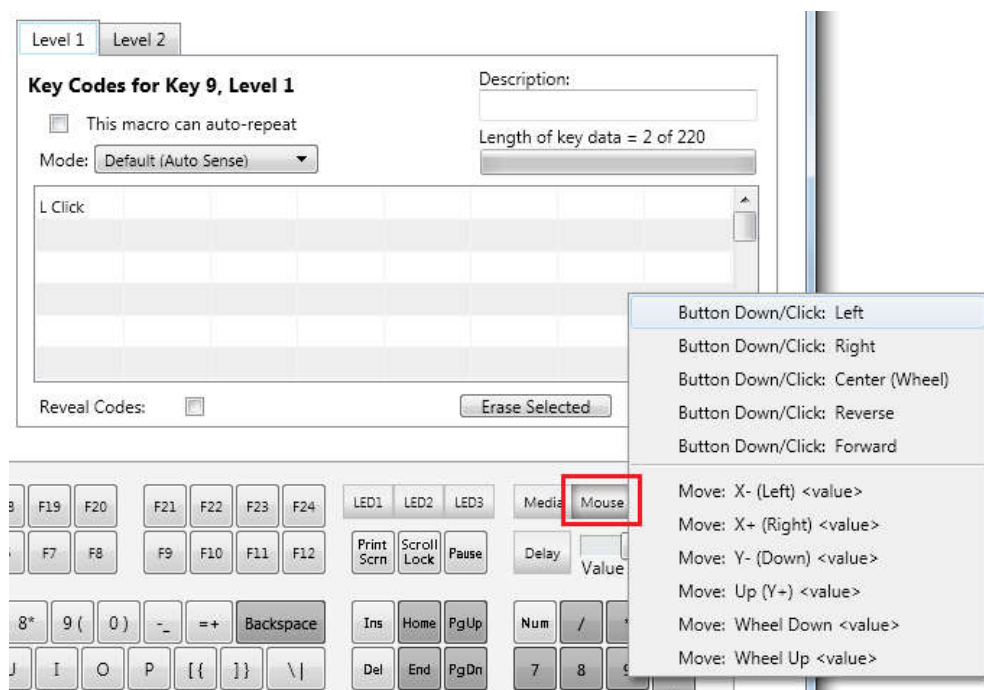 Level 1
Level 2
Key Codes for Key 9, Level 1
Description:
This macro can auto-repeat
Length of key data = 2 of 220
Mode: Default (Auto Sense)
L Click
Button Down/Click: Left
Button Down/Click: Right
Button Down/Click: Center (Wheel)
Button Down/Click: Reverse
Button Down/Click: Forward
Reveal Codes:
Erase Selected
Move: X- (Left) <value>
Move: X+ (Right) <value>
Move: Y- (Down) <value>
Move: Up (Y+) <value>
Move: Wheel Down <value>
Move: Wheel Up <value>
F19 F20 F21 F22 F23 F24 LED1 LED2 LED3 Media Mouse
F7 F8 F9 F10 F11 F12 Print Scrn Scroll Lock Pause Delay Value
8* 9( 0) -_ =+ Backspace Ins Home PgUp Num /
I O P [{ ]} \| Del End PgDn 7 8